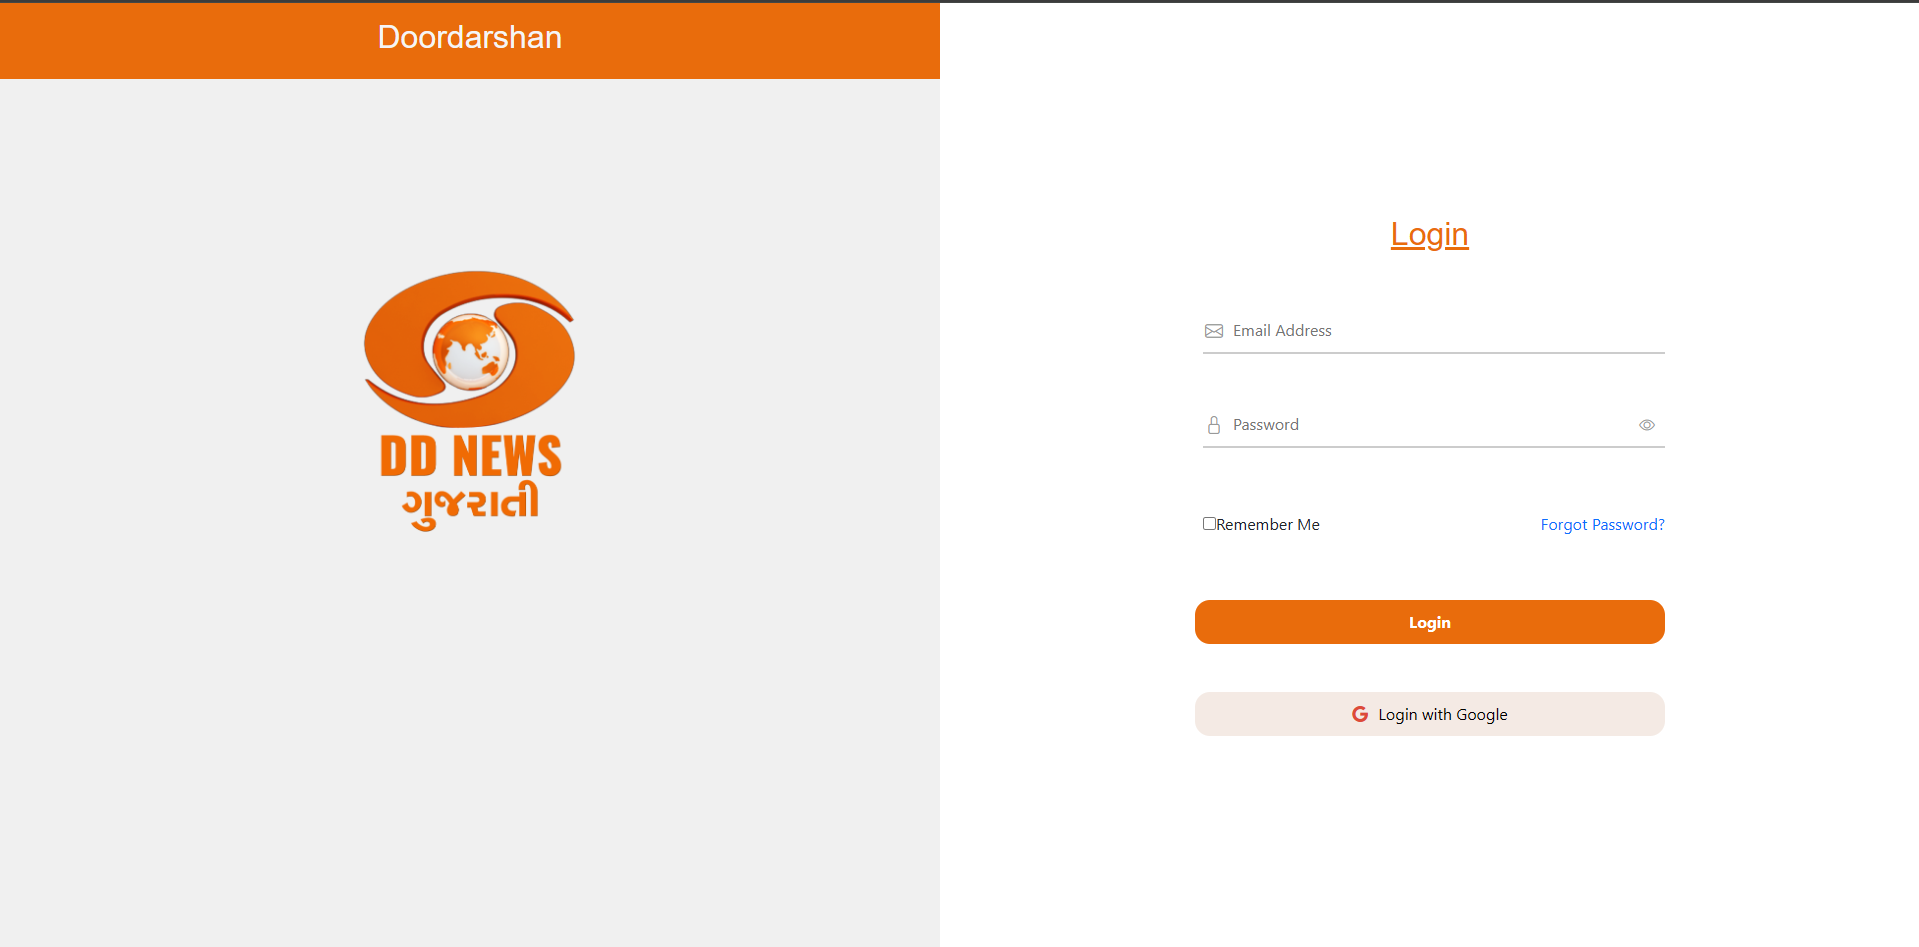 Doordarshan
DD NEWS
ગુજરાતી
Login
Email Address
Password
Remember Me
Forgot Password?
Login
Login with Google